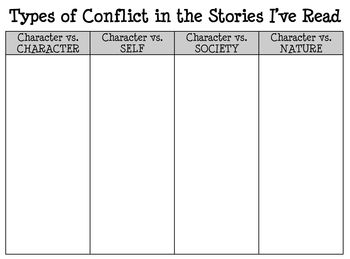 Types of Conflict in the Stories I've Read
Character vs. CHARACTER
Character vs. SELF
Character vs. SOCIETY
Character vs. NATURE